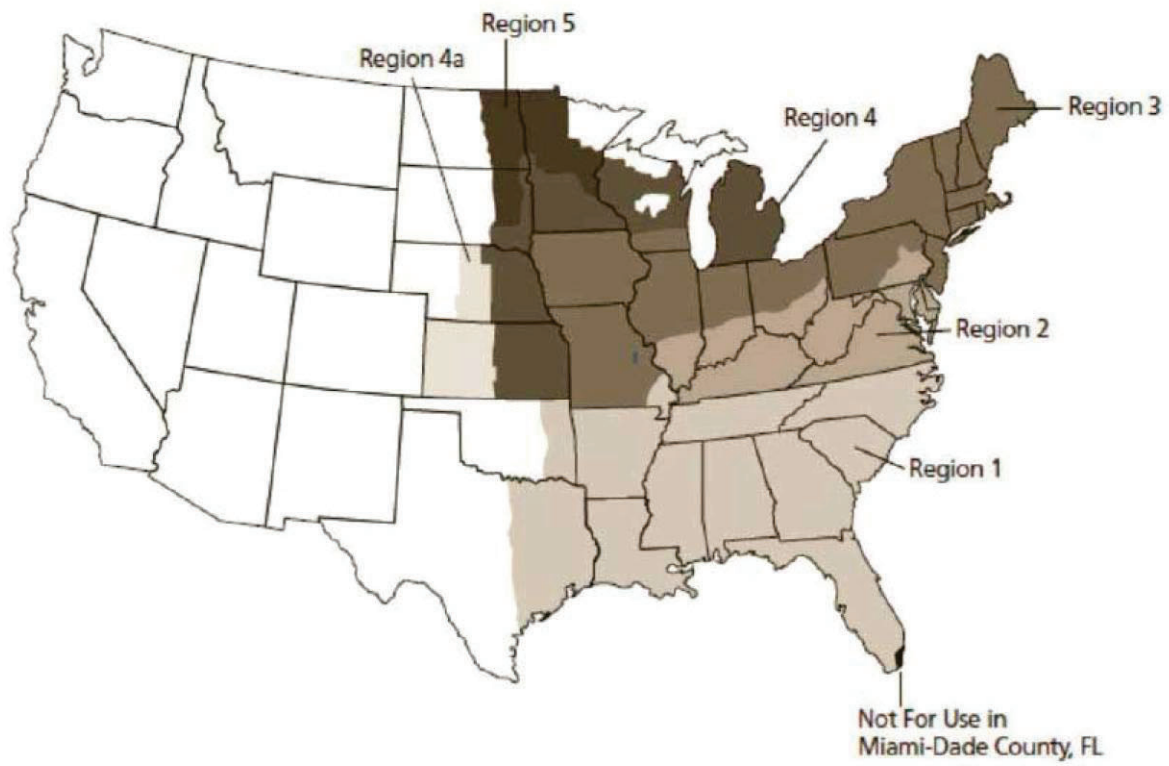 Region 5
Region 4a
Region 3
Region 4
Region 2
Region 1
Not For Use in
Miami-Dade County, FL